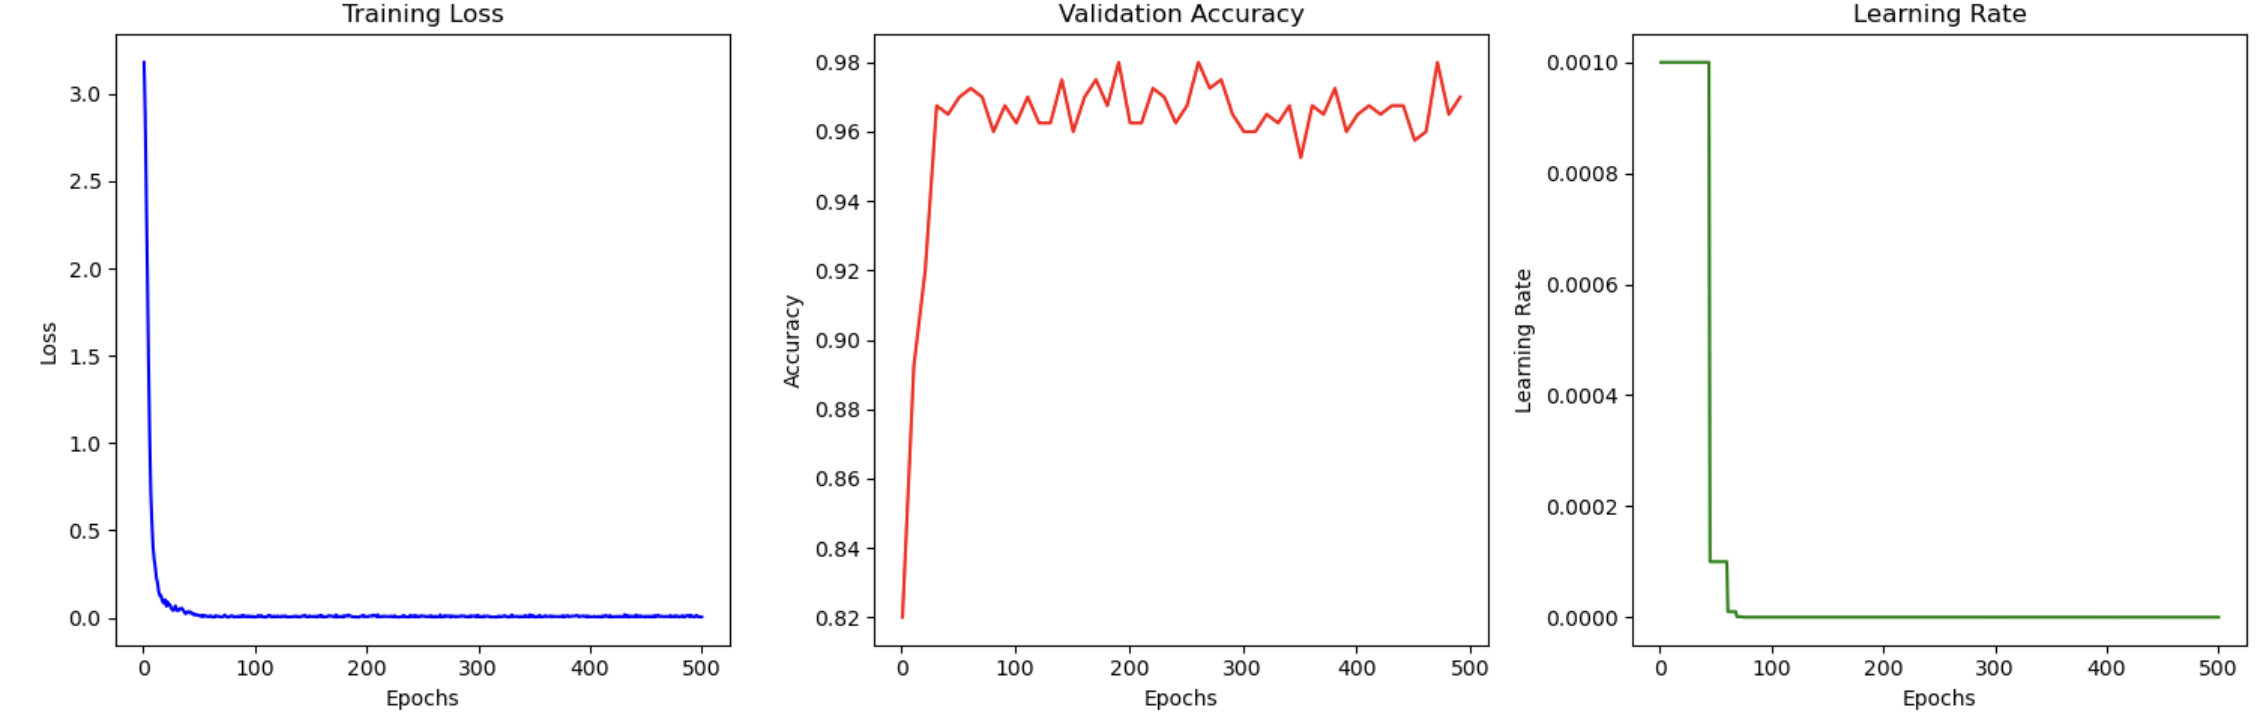 Training Loss
Loss
3.0
2.5
2.0
1.5
1.0
0.5
0.0
0 100 200 300 400 500
Epochs
Validation Accuracy
Accuracy
0.98
0.96
0.94
0.92
0.90
0.88
0.86
0.84
0.82
0 100 200 300 400 500
Epochs
Learning Rate
Learning Rate
0.0010
0.0008
0.0006
0.0004
0.0002
0.0000
0 100 200 300 400 500
Epochs